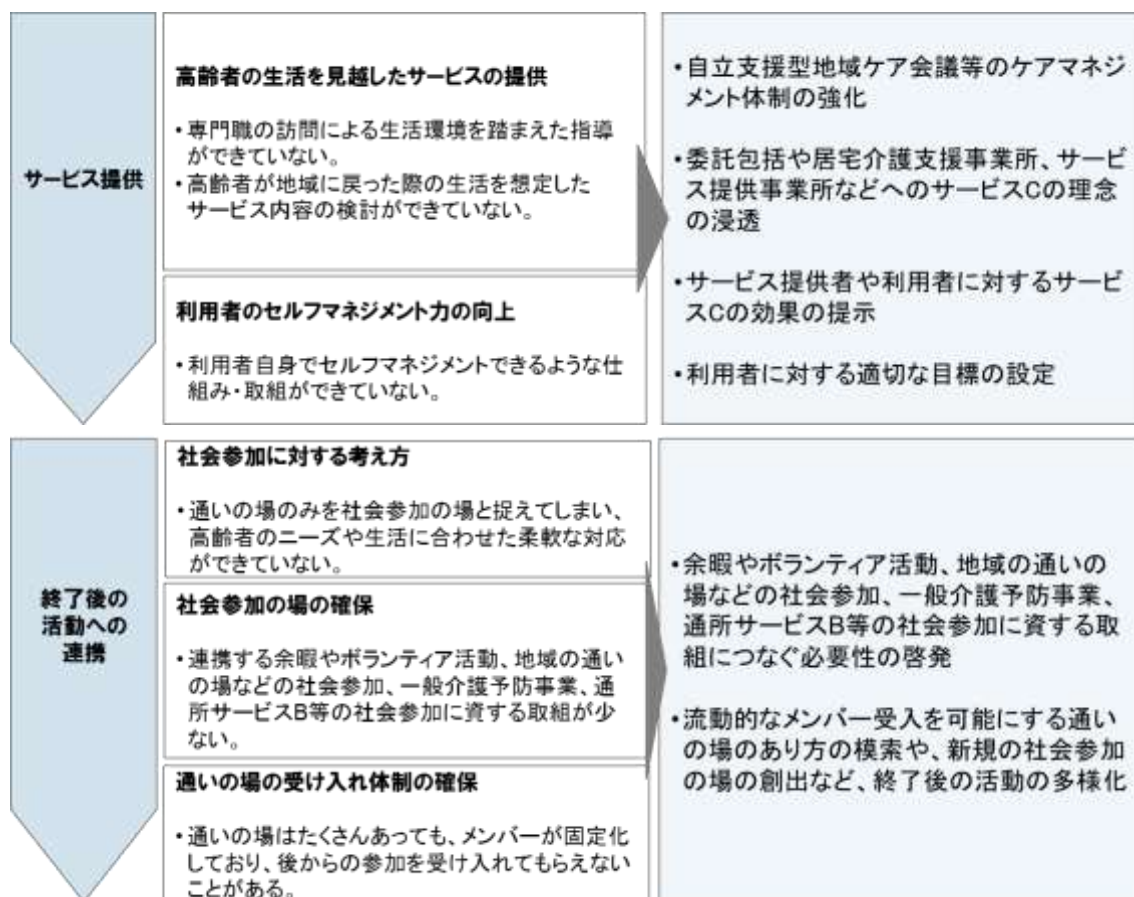 サービス提供
高齢者の生活を見越したサービスの提供
・専門職の訪問による生活環境を踏まえた指導
ができていない。
・高齢者が地域に戻った際の生活を想定した
サービス内容の検討ができていない。
利用者のセルフマネジメント力の向上
・利用者自身でセルフマネジメントできるような仕
組み・取組ができていない。
・自立支援型地域ケア会議等のケアマネジ
メント体制の強化
・委託包括や居宅介護支援事業所、サービ
ス提供事業所などへのサービスCの理念
の浸透
・サービス提供者や利用者に対するサービ
スCの効果の提示
・利用者に対する適切な目標の設定
終了後の
活動への
連携
社会参加に対する考え方
・通いの場のみを社会参加の場と捉えてしまい、
高齢者のニーズや生活に合わせた柔軟な対応
ができていない。
社会参加の場の確保
・連携する余暇やボランティア活動、地域の通い
の場などの社会参加、一般介護予防事業、通
所サービスB等の社会参加に資する取組が少
ない。
通いの場の受け入れ体制の確保
・通いの場はたくさんあっても、メンバーが固定化
しており、後からの参加を受け入れてもらえない
ことがある。
・余暇やボランティア活動、地域の通いの
場などの社会参加、一般介護予防事業、
通所サービスB等の社会参加に資する取
組につなぐ必要性の啓発
・流動的なメンバー受入を可能にする通い
の場のあり方の模索や、新規の社会参加
の場の創出など、終了後の活動の多様化